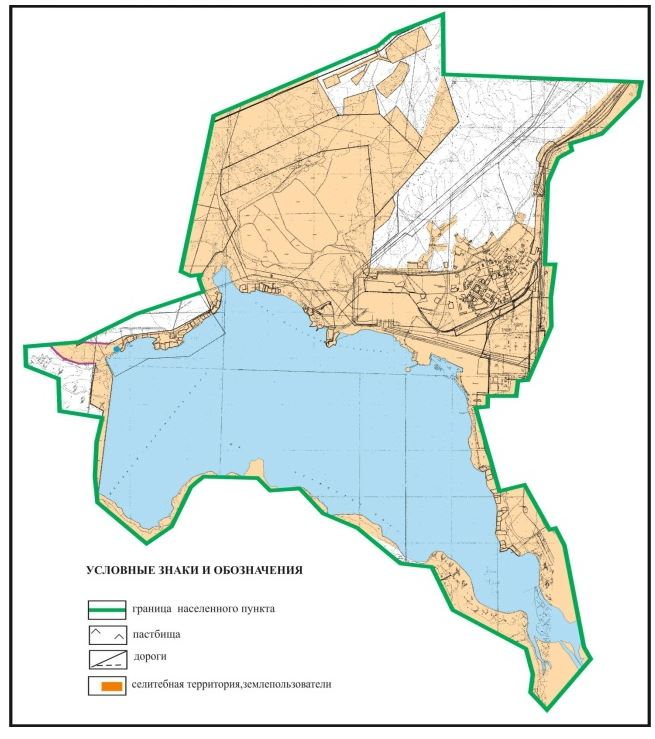 УСЛОВНЫЕ ЗНАКИ И ОБОЗНАЧЕНИЯ
граница населенного пункта
пастбища
дороги
селитебная территория,землепользователи